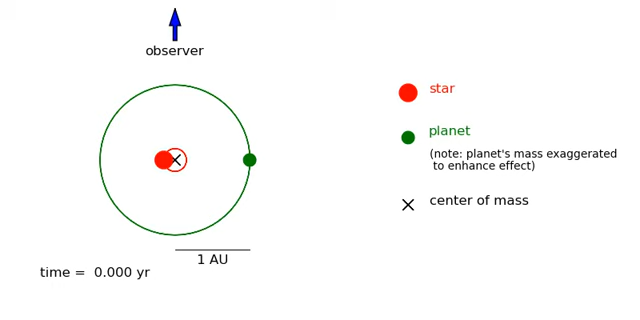 observer
star
planet
(note: planet's mass exaggerated
to enhance effect)
center of mass
1 AU
time = 0.000 yr